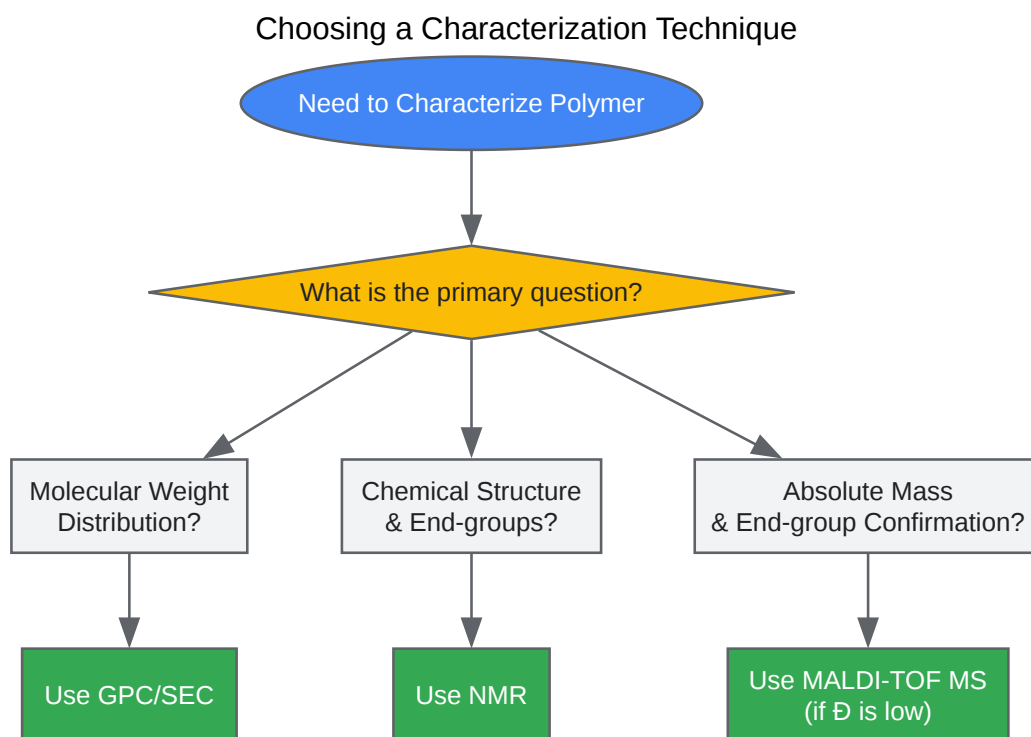 Choosing a Characterization Technique
Need to Characterize Polymer
What is the primary question?
Molecular Weight
Distribution?
Chemical Structure
& End-groups?
Absolute Mass
& End-group Confirmation?
Use GPC/SEC
Use NMR
Use MALDI-TOF MS
(if Đ is low)